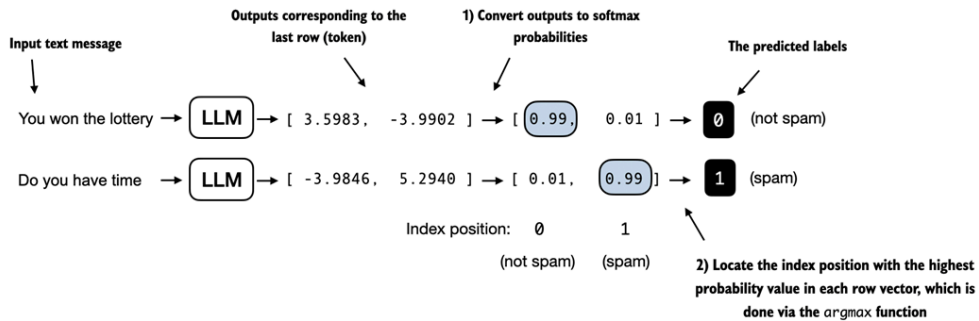 Outputs corresponding to the
last row (token)
1) Convert outputs to softmax
probabilities
Input text message
The predicted labels
You won the lottery LLM [ 3.5983, -3.9902 ] [ 0.99, 0.01 ] 0 (not spam)
Do you have time LLM [ -3.9846, 5.2940 ] [ 0.01, 0.99 ] 1 (spam)
Index position: 0 1
(not spam) (spam)
2) Locate the index position with the highest
probability value in each row vector, which is
done via the argmax function